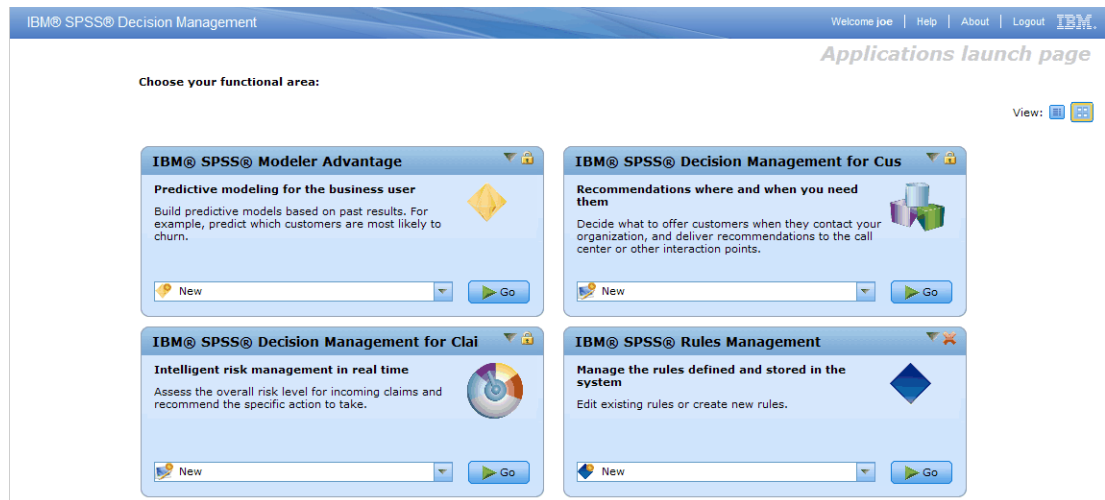 IBM® SPSS® Decision Management
Welcome joe | Help | About | Logout IBM.
Applications launch page
Choose your functional area:
View:
IBM® SPSS® Modeler Advantage
Predictive modeling for the business user
Build predictive models based on past results. For
example, predict which customers are most likely to
churn.
New
Go
IBM® SPSS® Decision Management for Cus
Recommendations where and when you need
them
Decide what to offer customers when they contact your
organization, and deliver recommendations to the call
center or other interaction points.
New
Go
IBM® SPSS® Decision Management for Clai
Intelligent risk management in real time
Assess the overall risk level for incoming claims and
recommend the specific action to take.
New
Go
IBM® SPSS® Rules Management
Manage the rules defined and stored in the
system
Edit existing rules or create new rules.
New
Go